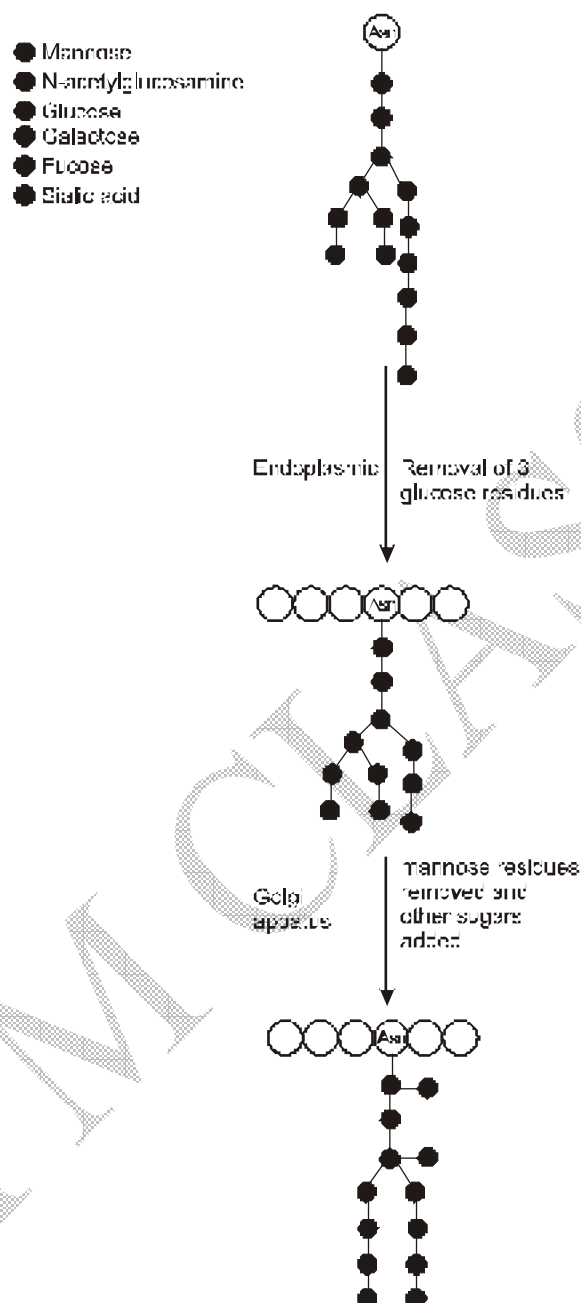 Asn
Mannose
N-acetylglucosamine
Glucose
Galactose
Fucose
Sialic acid
Endoplasmic
Removal of 3
glucose residues
Asn
Golgi
mannose residues
removed and
other sugars
added
Asn
M CLAS